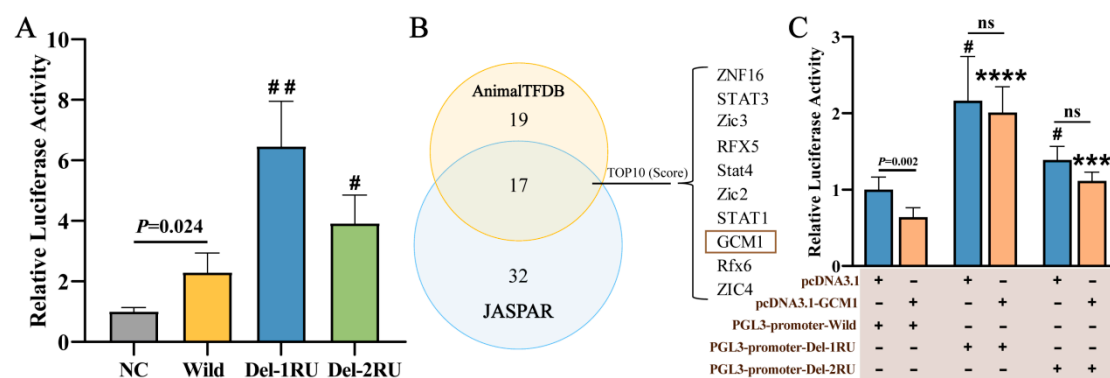 A
Relative Luciferase Activity
10
8
6
4
2
0
P=0.024
##
#
NC Wild Del-1RU Del-2RU
B
AnimalTFDB
19
17
32
JASPAR
TOP10 (Score)
ZNF16
STAT3
Zic3
RFX5
Stat4
Zic2
STAT1
GCM1
Rfx6
ZIC4
C
Relative Luciferase Activity
3
2
1
0
P=0.002
ns
#
****
ns
#
***
pcDNA3.1 + − + − + −
pcDNA3.1-GCM1 − + − + − +
PGL3-promoter-Wild + + − − − −
PGL3-promoter-Del-1RU − − + + − −
PGL3-promoter-Del-2RU − − − − + +